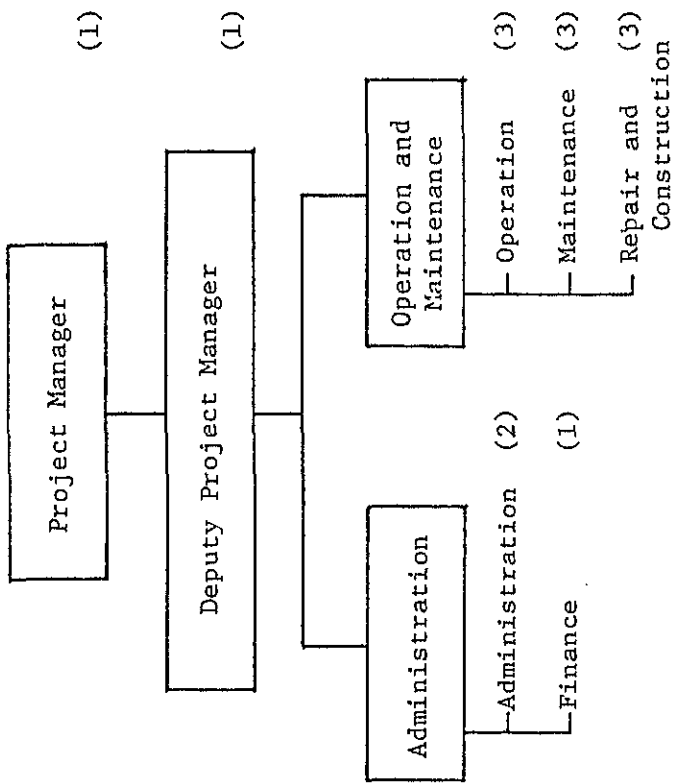 Project Manager (1)
Deputy Project Manager (1)
Administration
Administration (2)
Finance (1)
Operation and
Maintenance
Operation (3)
Maintenance (3)
Repair and (3)
Construction